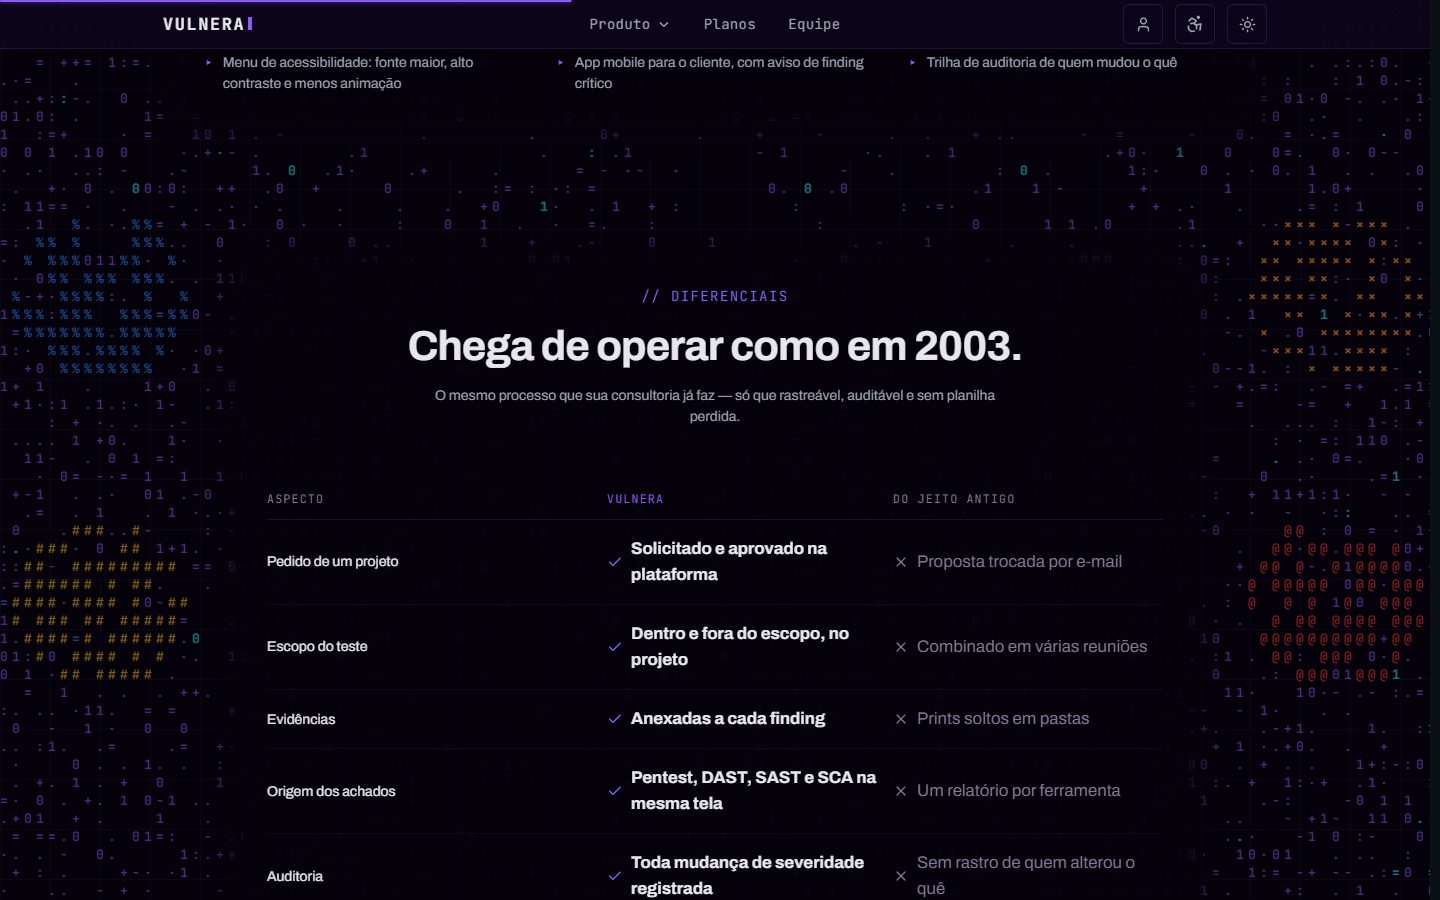 VULNERA
Produto
Planos
Equipe
Menu de acessibilidade: fonte maior, alto
contraste e menos animação
App mobile para o cliente, com aviso de finding
crítico
Trilha de auditoria de quem mudou o quê
// DIFERENCIAIS
Chega de operar como em 2003.
O mesmo processo que sua consultoria já faz — só que rastreável, auditável e sem planilha
perdida.
ASPECTO
VULNERA
DO JEITO ANTIGO
Pedido de um projeto
Solicitado e aprovado na
plataforma
Proposta trocada por e-mail
Escopo do teste
Dentro e fora do escopo, no
projeto
Combinado em várias reuniões
Evidências
Anexadas a cada finding
Prints soltos em pastas
Origem dos achados
Pentest, DAST, SAST e SCA na
mesma tela
Um relatório por ferramenta
Auditoria
Toda mudança de severidade
registrada
Sem rastro de quem alterou o
quê